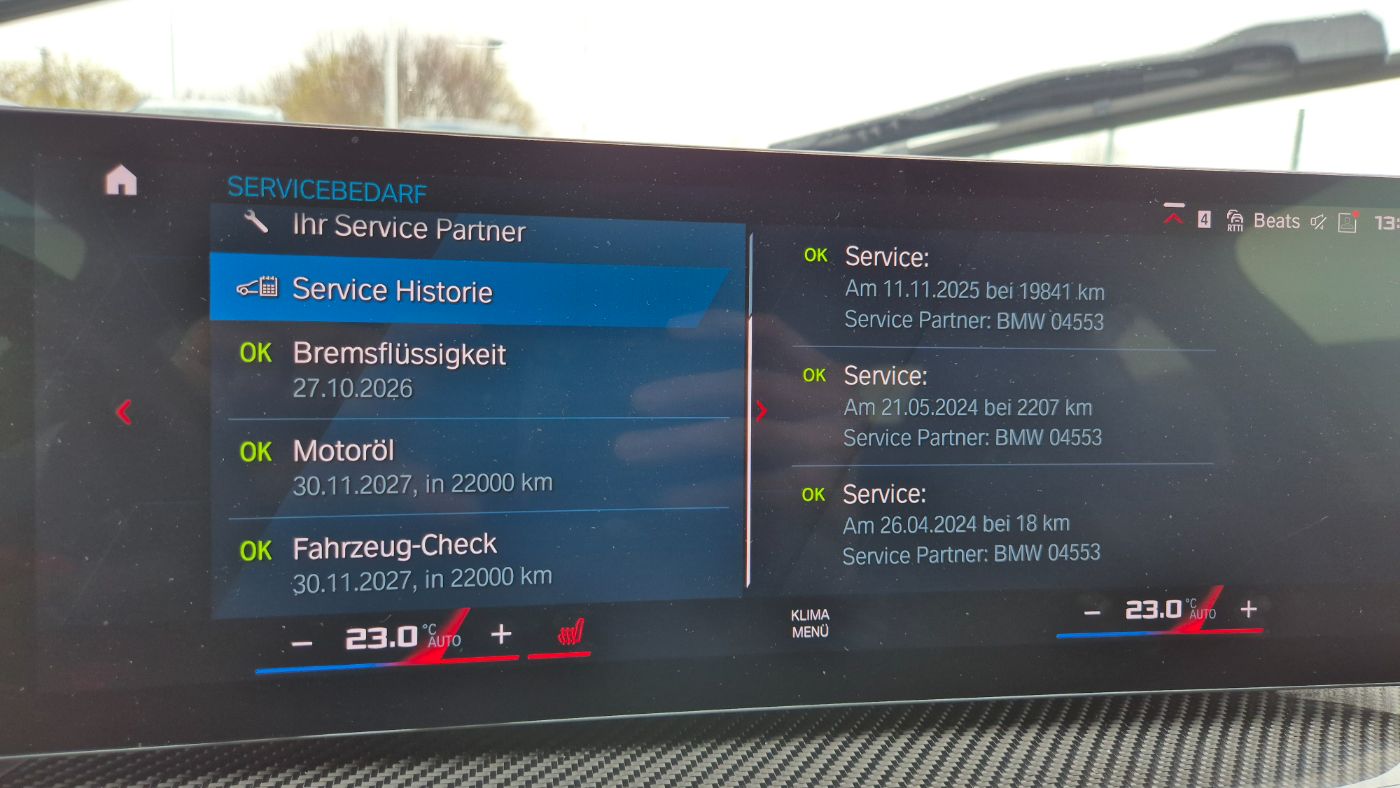 SERVICEBEDARF
Ihr Service Partner
Service Historie
OK Bremsflüssigkeit
27.10.2026
OK Motoröl
30.11.2027, in 22000 km
OK Fahrzeug-Check
30.11.2027, in 22000 km
4 RTTI Beats
OK Service:
Am 11.11.2025 bei 19841 km
Service Partner: BMW 04553
OK Service:
Am 21.05.2024 bei 2207 km
Service Partner: BMW 04553
OK Service:
Am 26.04.2024 bei 18 km
Service Partner: BMW 04553
− 23.0 °C AUTO +
KLIMA
MENÜ
− 23.0 °C AUTO +